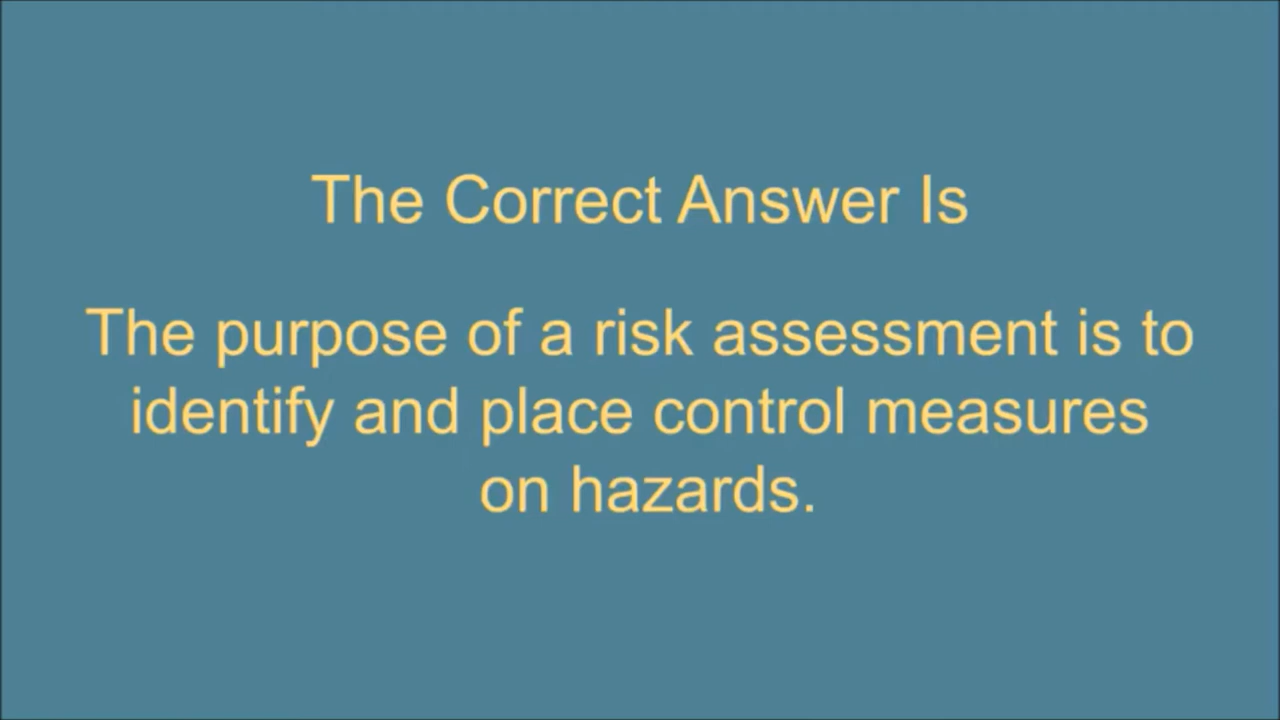 The Correct Answer Is
The purpose of a risk assessment is to
identify and place control measures
on hazards.